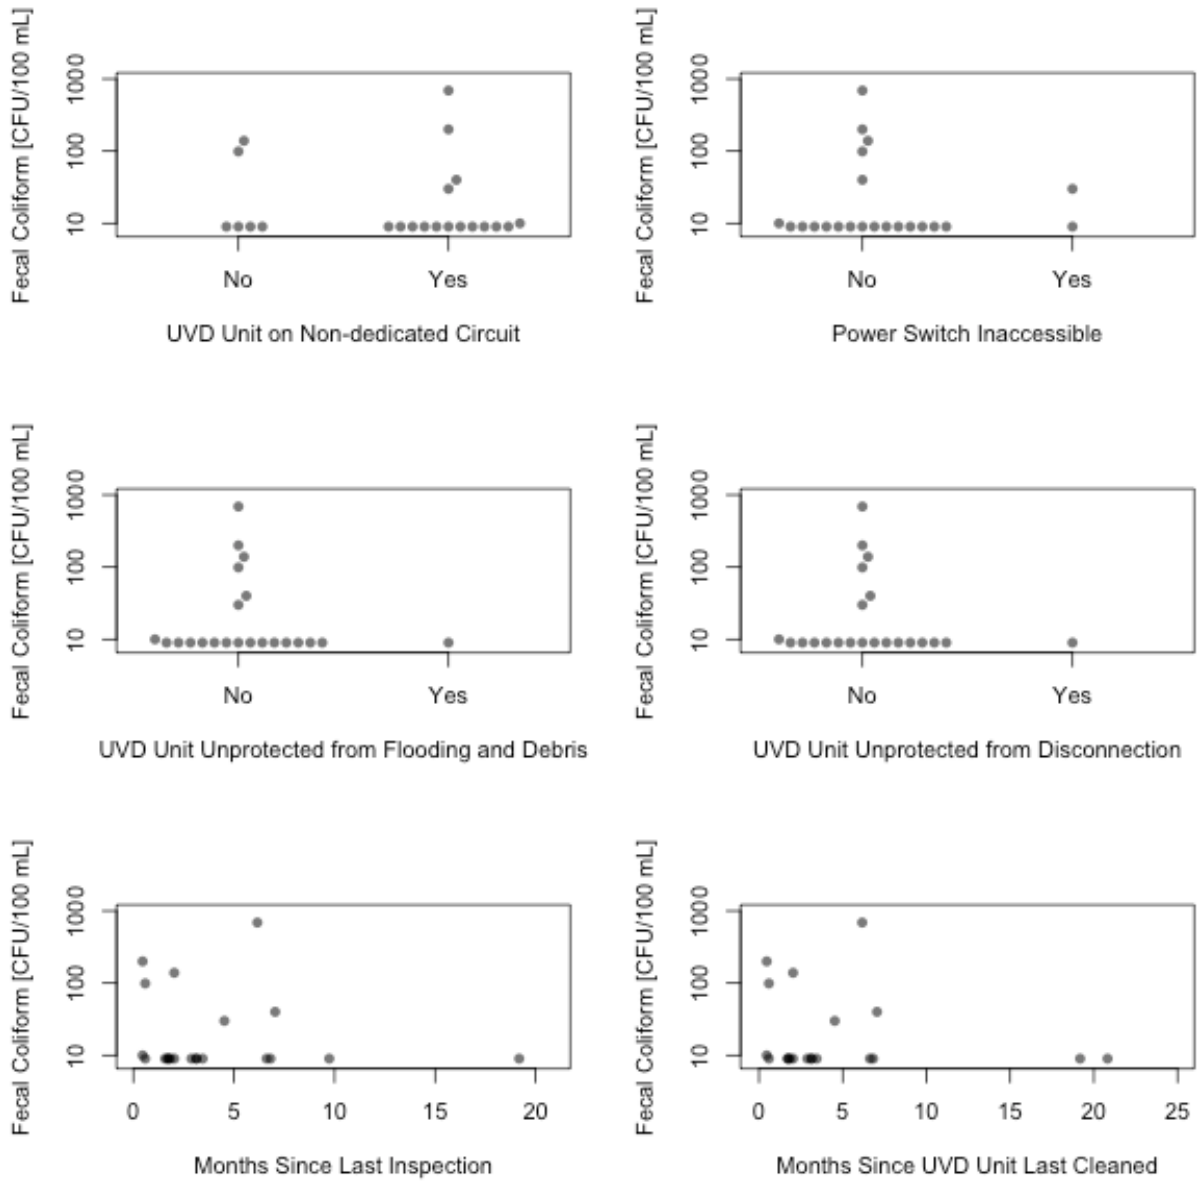 Fecal Coliform [CFU/100 mL]
1000
100
10
No Yes
UVD Unit on Non-dedicated Circuit
Fecal Coliform [CFU/100 mL]
1000
100
10
No Yes
Power Switch Inaccessible
Fecal Coliform [CFU/100 mL]
1000
100
10
No Yes
UVD Unit Unprotected from Flooding and Debris
Fecal Coliform [CFU/100 mL]
1000
100
10
No Yes
UVD Unit Unprotected from Disconnection
Fecal Coliform [CFU/100 mL]
1000
100
10
0 5 10 15 20
Months Since Last Inspection
Fecal Coliform [CFU/100 mL]
1000
100
10
0 5 10 15 20 25
Months Since UVD Unit Last Cleaned